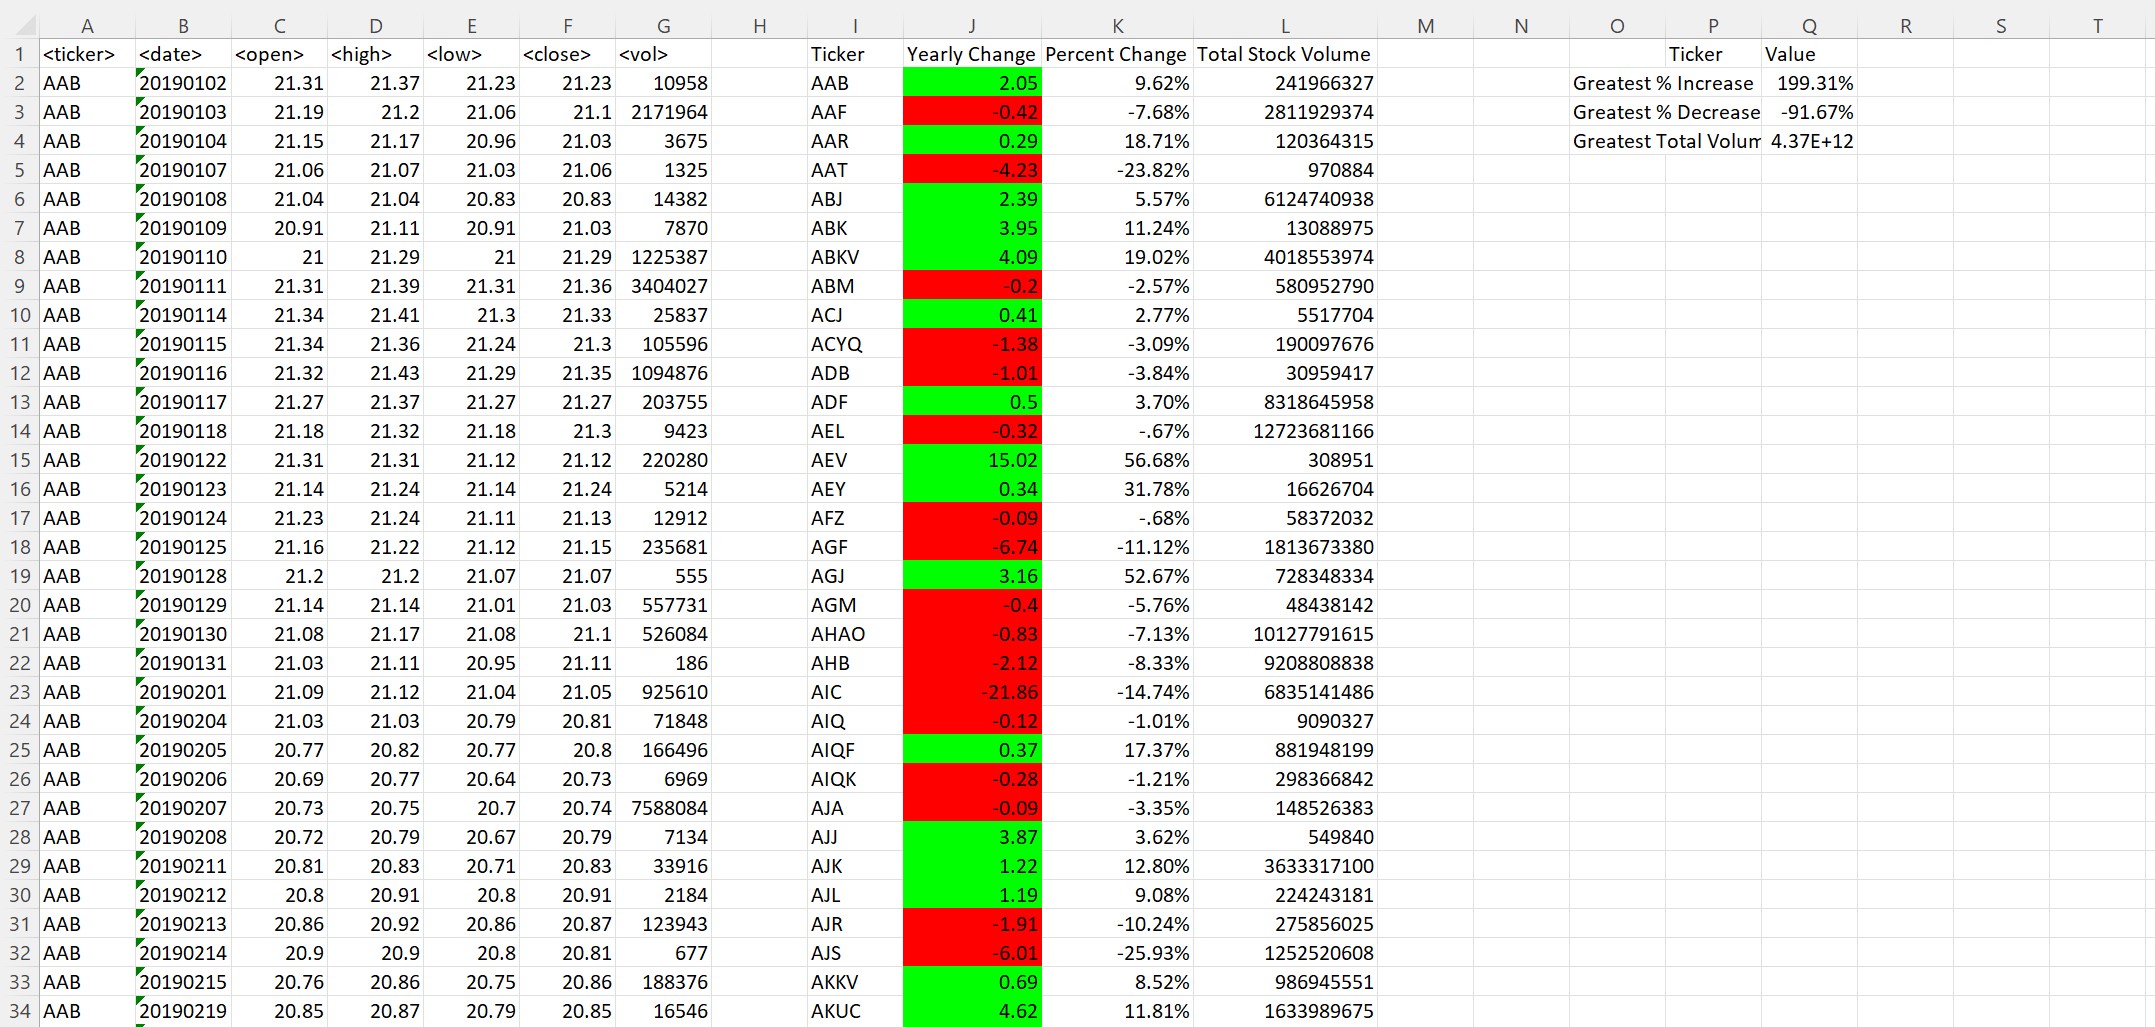 A B C D E F G H I J K L M N O P Q R S T
1 <ticker> <date> <open> <high> <low> <close> <vol> Ticker Yearly Change Percent Change Total Stock Volume Ticker Value
2 AAB 20190102 21.31 21.37 21.23 21.23 10958 AAB 2.05 9.62% 241966327 Greatest % Increase 199.31%
3 AAB 20190103 21.19 21.2 21.06 21.1 2171964 AAF -0.42 -7.68% 2811929374 Greatest % Decrease -91.67%
4 AAB 20190104 21.15 21.17 20.96 21.03 3675 AAR 0.29 18.71% 120364315 Greatest Total Volum 4.37E+12
5 AAB 20190107 21.06 21.07 21.03 21.06 1325 AAT -4.23 -23.82% 970884
6 AAB 20190108 21.04 21.04 20.83 20.83 14382 ABJ 2.39 5.57% 6124740938
7 AAB 20190109 20.91 21.11 20.91 21.03 7870 ABK 3.95 11.24% 13088975
8 AAB 20190110 21 21.29 21 21.29 1225387 ABKV 4.09 19.02% 4018553974
9 AAB 20190111 21.31 21.39 21.31 21.36 3404027 ABM -0.2 -2.57% 580952790
10 AAB 20190114 21.34 21.41 21.3 21.33 25837 ACJ 0.41 2.77% 5517704
11 AAB 20190115 21.34 21.36 21.24 21.3 105596 ACYQ -1.38 -3.09% 190097676
12 AAB 20190116 21.32 21.43 21.29 21.35 1094876 ADB -1.01 -3.84% 30959417
13 AAB 20190117 21.27 21.37 21.27 21.27 203755 ADF 0.5 3.70% 8318645958
14 AAB 20190118 21.18 21.32 21.18 21.3 9423 AEL -0.32 -.67% 12723681166
15 AAB 20190122 21.31 21.31 21.12 21.12 220280 AEV 15.02 56.68% 308951
16 AAB 20190123 21.14 21.24 21.14 21.24 5214 AEY 0.34 31.78% 16626704
17 AAB 20190124 21.23 21.24 21.11 21.13 12912 AFZ -0.09 -.68% 58372032
18 AAB 20190125 21.16 21.22 21.12 21.15 235681 AGF -6.74 -11.12% 1813673380
19 AAB 20190128 21.2 21.2 21.07 21.07 555 AGJ 3.16 52.67% 728348334
20 AAB 20190129 21.14 21.14 21.01 21.03 557731 AGM -0.4 -5.76% 48438142
21 AAB 20190130 21.08 21.17 21.08 21.1 526084 AHAO -0.83 -7.13% 10127791615
22 AAB 20190131 21.03 21.11 20.95 21.11 186 AHB -2.12 -8.33% 9208808838
23 AAB 20190201 21.09 21.12 21.04 21.05 925610 AIC -21.86 -14.74% 6835141486
24 AAB 20190204 21.03 21.03 20.79 20.81 71848 AIQ -0.12 -1.01% 9090327
25 AAB 20190205 20.77 20.82 20.77 20.8 166496 AIQF 0.37 17.37% 881948199
26 AAB 20190206 20.69 20.77 20.64 20.73 6969 AIQK -0.28 -1.21% 298366842
27 AAB 20190207 20.73 20.75 20.7 20.74 7588084 AJA -0.09 -3.35% 148526383
28 AAB 20190208 20.72 20.79 20.67 20.79 7134 AJJ 3.87 3.62% 549840
29 AAB 20190211 20.81 20.83 20.71 20.83 33916 AJK 1.22 12.80% 3633317100
30 AAB 20190212 20.8 20.91 20.8 20.91 2184 AJL 1.19 9.08% 224243181
31 AAB 20190213 20.86 20.92 20.86 20.87 123943 AJR -1.91 -10.24% 275856025
32 AAB 20190214 20.9 20.9 20.8 20.81 677 AJS -6.01 -25.93% 1252520608
33 AAB 20190215 20.76 20.86 20.75 20.86 188376 AKKV 0.69 8.52% 986945551
34 AAB 20190219 20.85 20.87 20.79 20.85 16546 AKUC 4.62 11.81% 1633989675